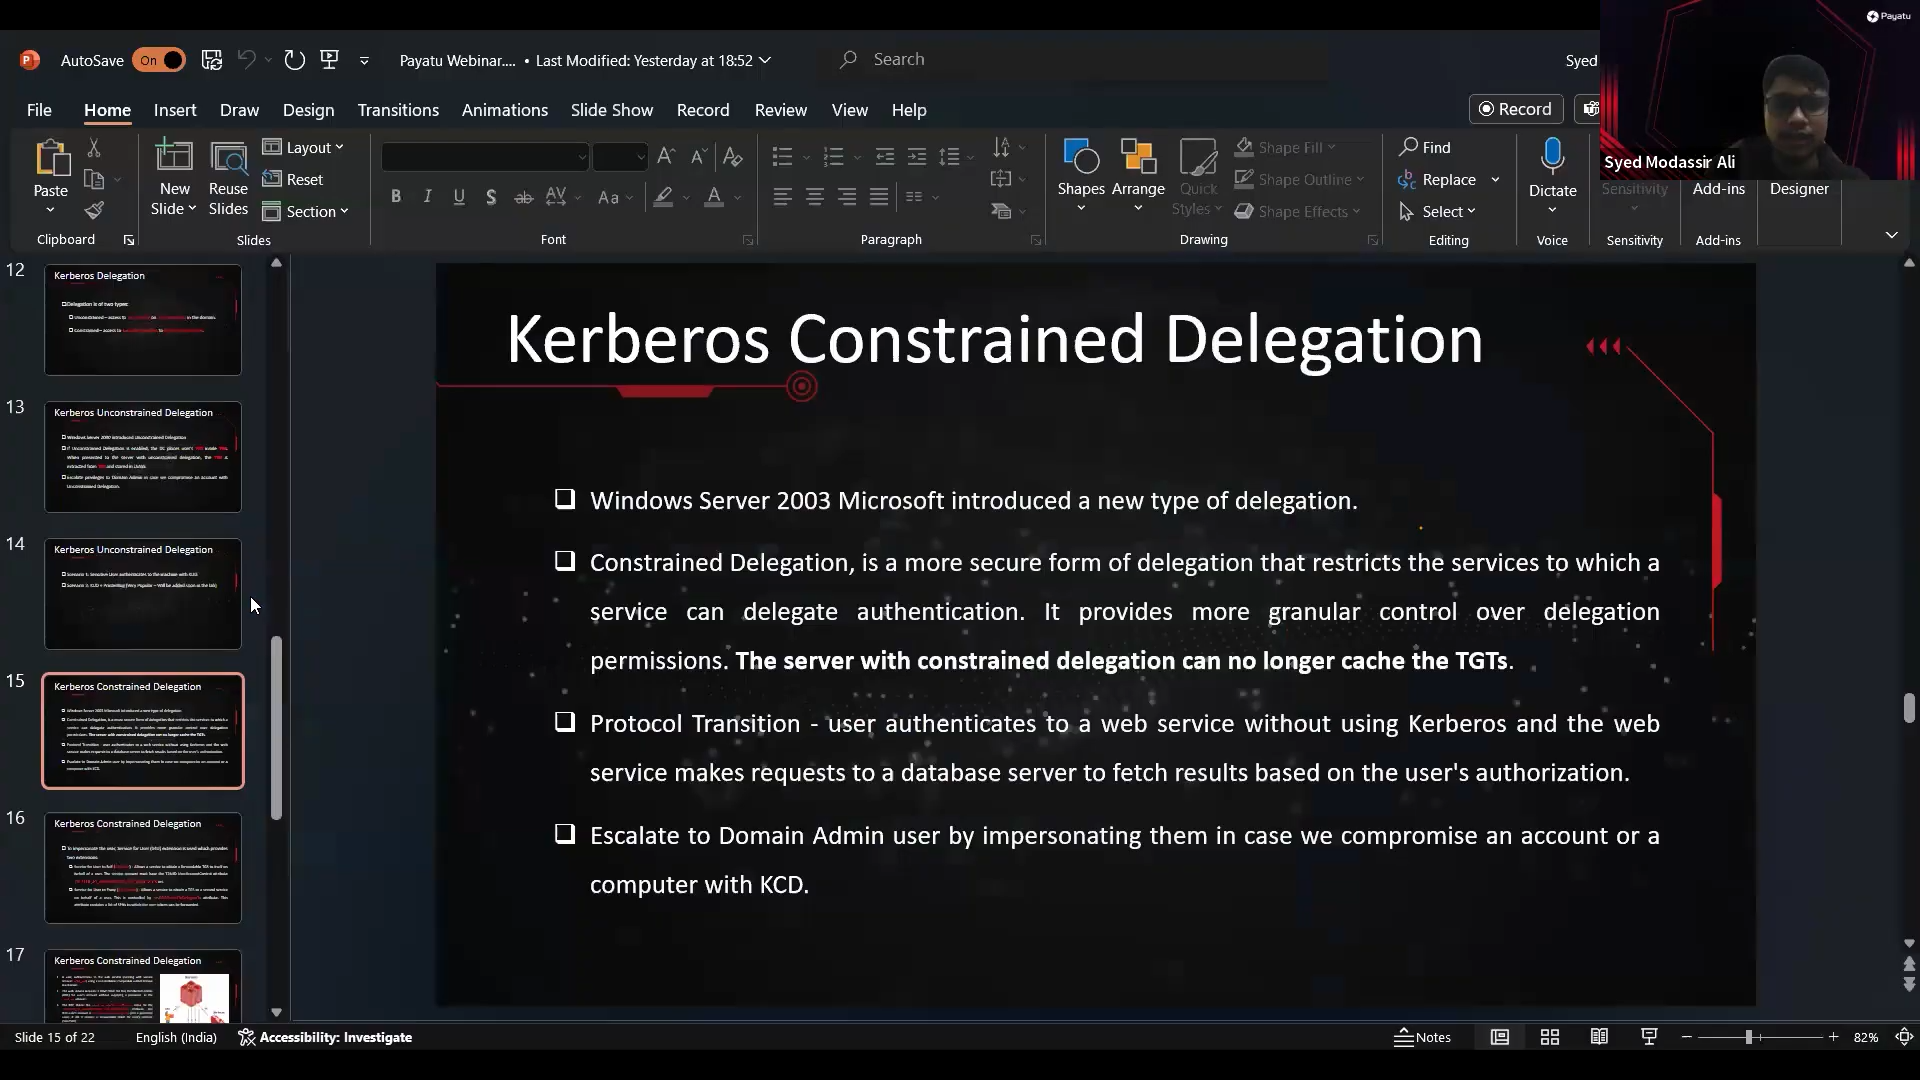 Payatu
AutoSave On Payatu Webinar.... • Last Modified: Yesterday at 18:52 Search Syed
File Home Insert Draw Design Transitions Animations Slide Show Record Review View Help Record
Syed Modassir Ali
Paste
New Slide
Reuse Slides
Layout
Reset
Section
Shapes
Arrange
Quick Styles
Shape Fill
Shape Outline
Shape Effects
Find
Replace
Select
Dictate
Sensitivity
Add-ins
Designer
Clipboard Slides Font Paragraph Drawing Editing Voice Sensitivity Add-ins
12
Kerberos Delegation
Delegation is of two types:
13
Kerberos Unconstrained Delegation
14
Kerberos Unconstrained Delegation
15
Kerberos Constrained Delegation
16
Kerberos Constrained Delegation
17
Kerberos Constrained Delegation
Kerberos Constrained Delegation
Windows Server 2003 Microsoft introduced a new type of delegation.
Constrained Delegation, is a more secure form of delegation that restricts the services to which a
service can delegate authentication. It provides more granular control over delegation
permissions. The server with constrained delegation can no longer cache the TGTs.
Protocol Transition - user authenticates to a web service without using Kerberos and the web
service makes requests to a database server to fetch results based on the user's authorization.
Escalate to Domain Admin user by impersonating them in case we compromise an account or a
computer with KCD.
Slide 15 of 22 English (India) Accessibility: Investigate Notes 82%